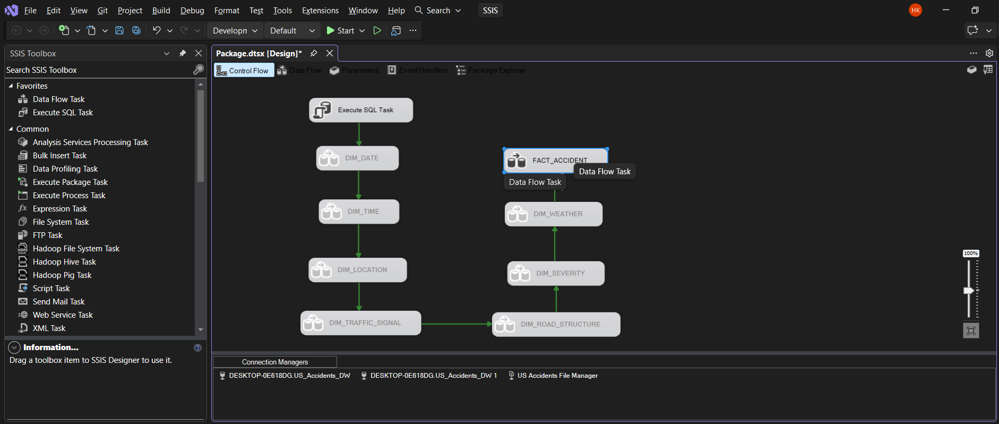 File Edit View Git Project Build Debug Format Test Tools Extensions Window Help Search SSIS HK
Developn Default Start
SSIS Toolbox
Search SSIS Toolbox
Favorites
Data Flow Task
Execute SQL Task
Common
Analysis Services Processing Task
Bulk Insert Task
Data Profiling Task
Execute Package Task
Execute Process Task
Expression Task
File System Task
FTP Task
Hadoop File System Task
Hadoop Hive Task
Hadoop Pig Task
Script Task
Send Mail Task
Web Service Task
XML Task
Information...
Drag a toolbox item to SSIS Designer to use it.
Package.dtsx [Design]*
Control Flow Data Flow Parameters Event Handlers Package Explorer
Execute SQL Task
DIM_DATE
DIM_TIME
DIM_LOCATION
DIM_TRAFFIC_SIGNAL
FACT_ACCIDENT
Data Flow Task
Data Flow Task
DIM_WEATHER
DIM_SEVERITY
DIM_ROAD_STRUCTURE
100%
Connection Managers
DESKTOP-0E618DG.US_Accidents_DW DESKTOP-0E618DG.US_Accidents_DW 1 US Accidents File Manager